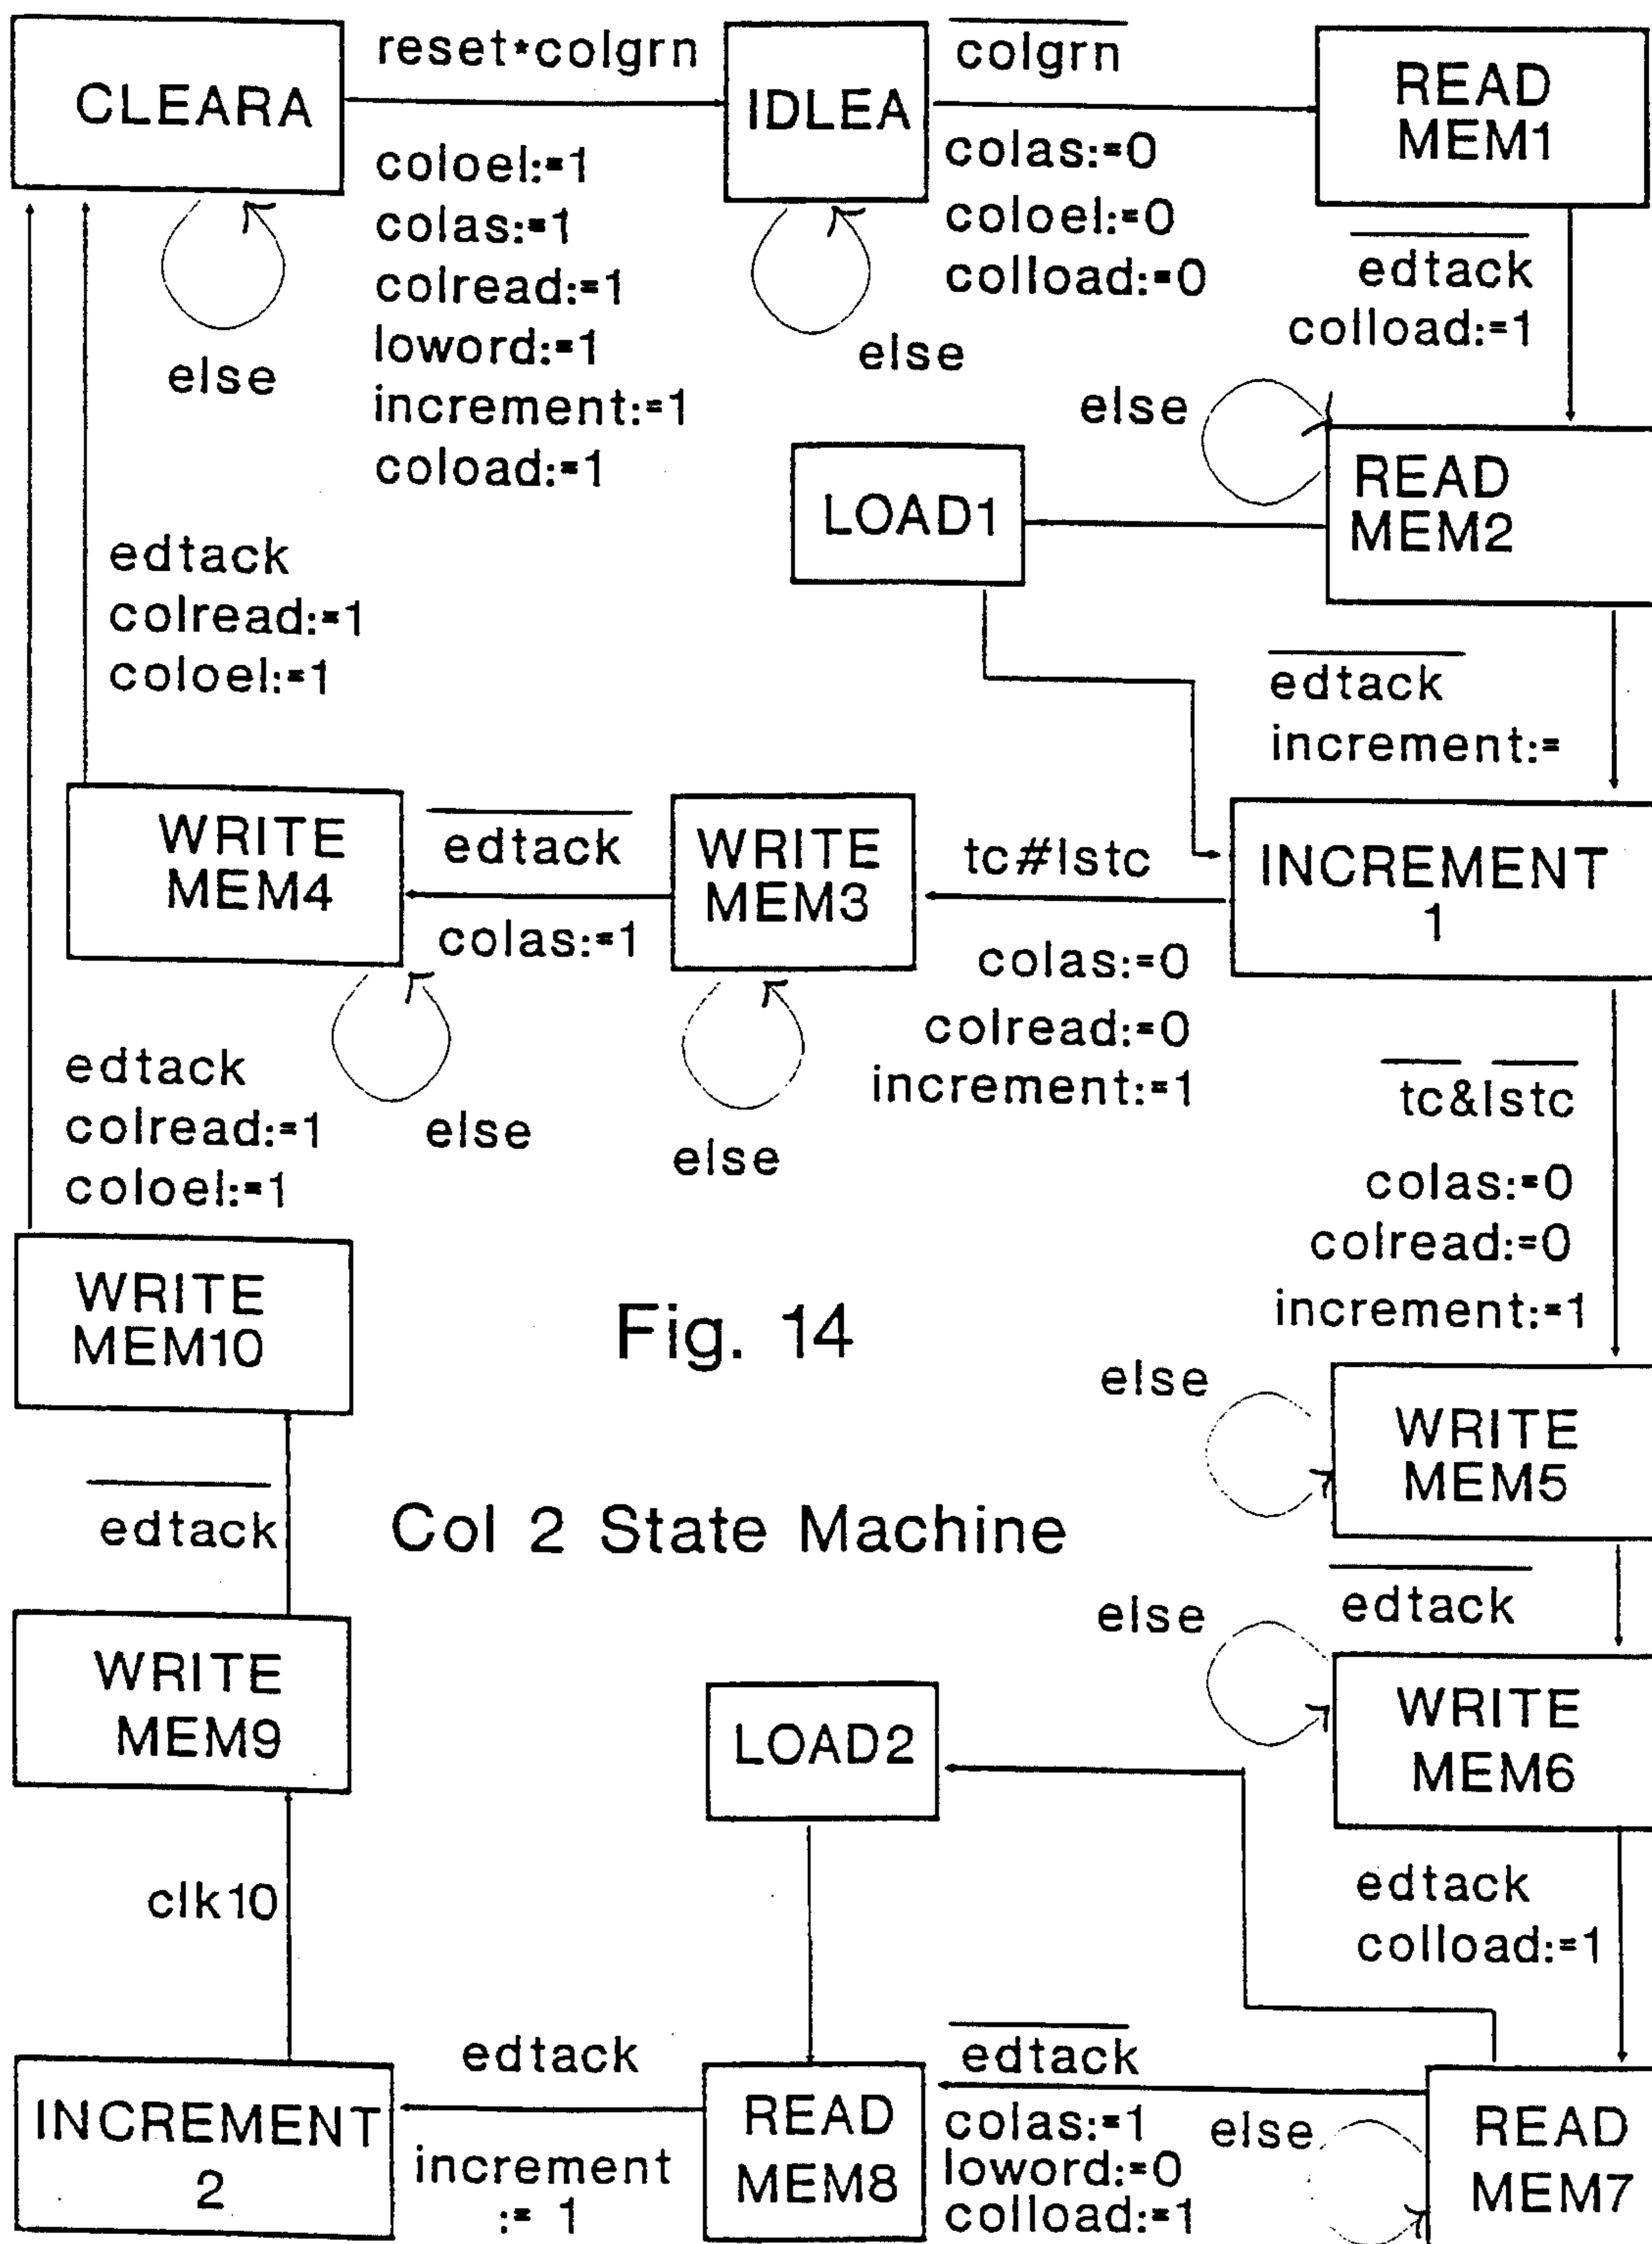 CLEARA
reset*colgrn
coloel:=1
colas:=1
colread:=1
loword:=1
increment:=1
coload:=1
else
IDLEA
colgrn
colas:=0
coloel:=0
colload:=0
else
READ
MEM1
edtack
colload:=1
else
READ
MEM2
LOAD1
edtack
increment:=
INCREMENT
1
tc#lstc
colas:=0
colread:=0
increment:=1
WRITE
MEM3
else
edtack
colas:=1
WRITE
MEM4
else
edtack
colread:=1
coloel:=1
tc&lstc
colas:=0
colread:=0
increment:=1
else
WRITE
MEM5
edtack
else
WRITE
MEM6
edtack
colload:=1
READ
MEM7
else
edtack
colas:=1
loword:=0
colload:=1
LOAD2
READ
MEM8
edtack
increment
:= 1
INCREMENT
2
clk10
WRITE
MEM9
edtack
WRITE
MEM10
edtack
colread:=1
coloel:=1
Fig. 14
Col 2 State Machine